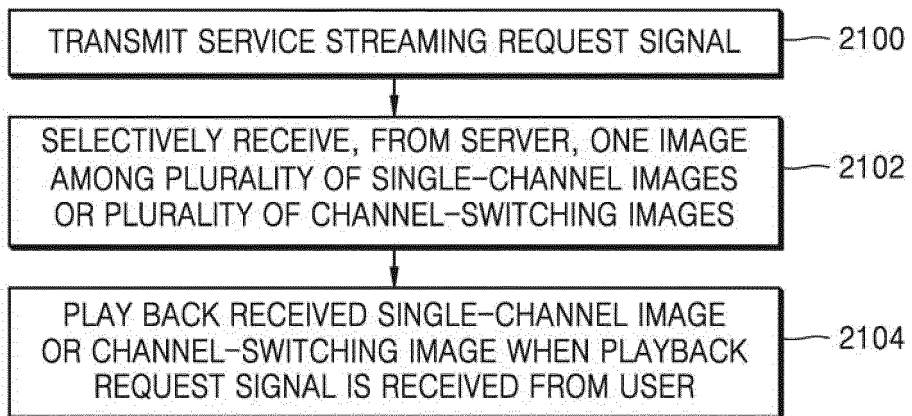 TRANSMIT SERVICE STREAMING REQUEST SIGNAL
2100
SELECTIVELY RECEIVE, FROM SERVER, ONE IMAGE
AMONG PLURALITY OF SINGLE-CHANNEL IMAGES
OR PLURALITY OF CHANNEL-SWITCHING IMAGES
2102
PLAY BACK RECEIVED SINGLE-CHANNEL IMAGE
OR CHANNEL-SWITCHING IMAGE WHEN PLAYBACK
REQUEST SIGNAL IS RECEIVED FROM USER
2104